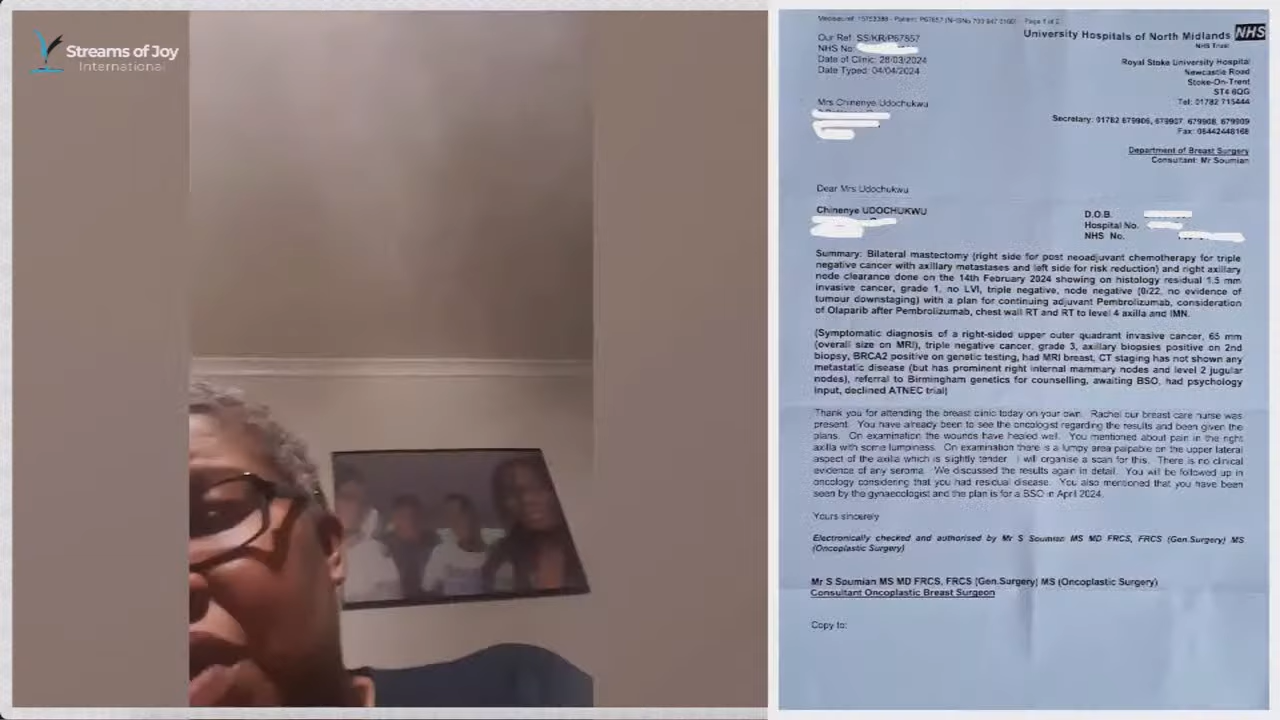 Streams of Joy
International
Page 1 of 2
University Hospitals of North Midlands NHS
NHS Trust
Our Ref: SS/KR/P67857
NHS No:
Date of Clinic: 28/03/2024
Date Typed: 04/04/2024
Royal Stoke University Hospital
Newcastle Road
Stoke-On-Trent
ST4 6QG
Tel: 01782 715444
Mrs Chinenye Udochukwu
Secretary: 01782 679906, 679907, 679908, 679909
Fax: 08442448168
Department of Breast Surgery
Consultant: Mr Soumian
Dear Mrs Udochukwu
Chinenye UDOCHUKWU
D.O.B.
Hospital No.
NHS No.
Summary: Bilateral mastectomy (right side for post neoadjuvant chemotherapy for triple
negative cancer with axillary metastases and left side for risk reduction) and right axillary
node clearance done on the 14th February 2024 showing on histology residual 1.5 mm
invasive cancer, grade 1, no LVI, triple negative, node negative (0/22, no evidence of
tumour downstaging) with a plan for continuing adjuvant Pembrolizumab, consideration
of Olaparib after Pembrolizumab, chest wall RT and RT to level 4 axilla and IMN.
(Symptomatic diagnosis of a right-sided upper outer quadrant invasive cancer, 65 mm
(overall size on MRI), triple negative cancer, grade 3, axillary biopsies positive on 2nd
biopsy, BRCA2 positive on genetic testing, had MRI breast, CT staging has not shown any
metastatic disease (but has prominent right internal mammary nodes and level 2 jugular
nodes), referral to Birmingham genetics for counselling, awaiting BSO, had psychology
input, declined ATNEC trial)
Thank you for attending the breast clinic today on your own. Rachel our breast care nurse was
present. You have already been to see the oncologist regarding the results and been given the
plans. On examination the wounds have healed well. You mentioned about pain in the right
axilla with some lumpiness. On examination there is a lumpy area palpable on the upper lateral
aspect of the axilla which is slightly tender. I will organise a scan for this. There is no clinical
evidence of any seroma. We discussed the results again in detail. You will be followed up in
oncology considering that you had residual disease. You also mentioned that you have been
seen by the gynaecologist and the plan is for a BSO in April 2024.
Yours sincerely
Electronically checked and authorised by Mr S Soumian MS MD FRCS, FRCS (Gen.Surgery) MS
(Oncoplastic Surgery)
Mr S Soumian MS MD FRCS, FRCS (Gen.Surgery) MS (Oncoplastic Surgery)
Consultant Oncoplastic Breast Surgeon
Copy to: